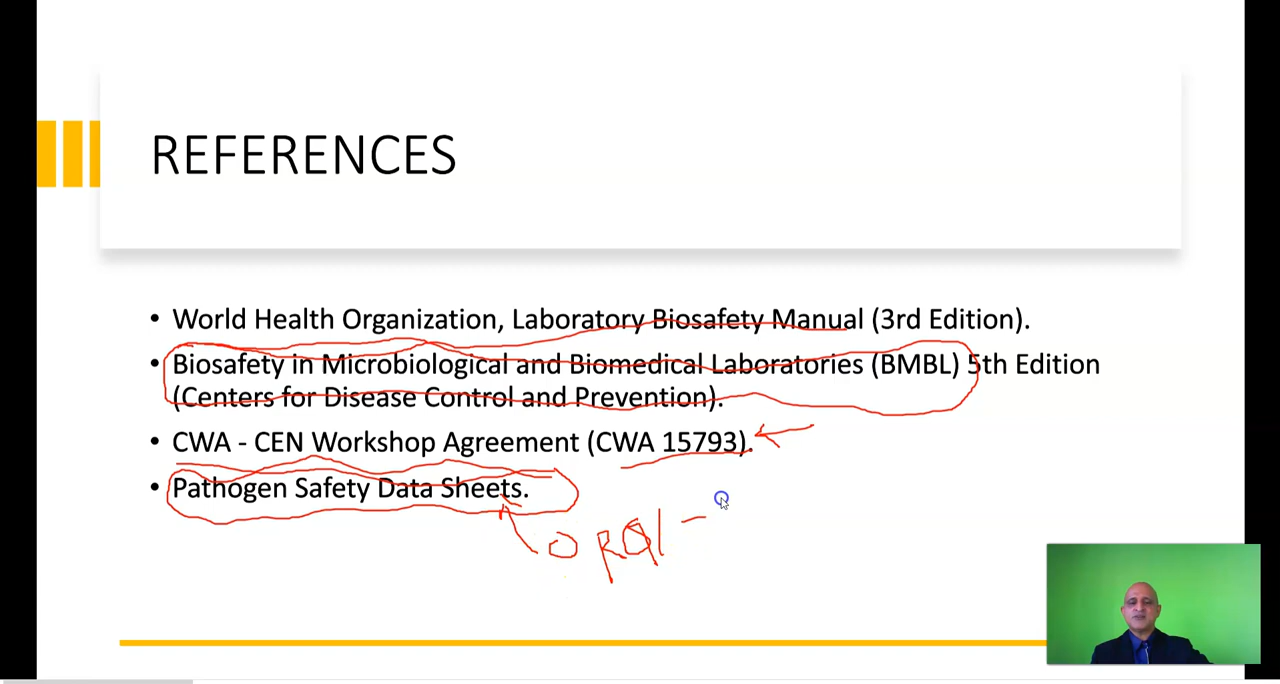 REFERENCES
• World Health Organization, Laboratory Biosafety Manual (3rd Edition).
• Biosafety in Microbiological and Biomedical Laboratories (BMBL) 5th Edition
(Centers for Disease Control and Prevention).
• CWA - CEN Workshop Agreement (CWA 15793).
• Pathogen Safety Data Sheets.